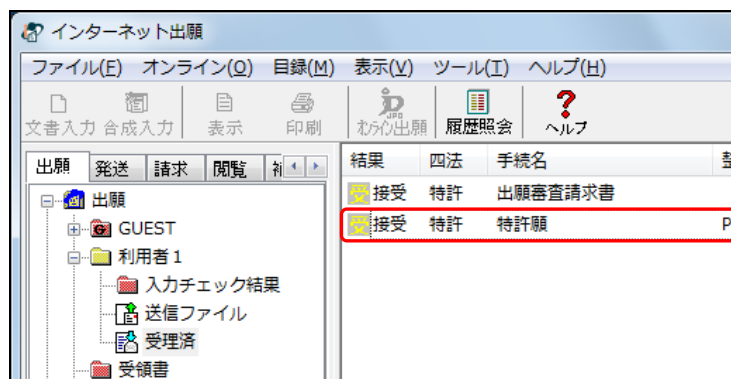 インターネット出願
ファイル(F) オンライン(O) 目録(M) 表示(V) ツール(T) ヘルプ(H)
文書入力 合成入力 表示 印刷 オンライン出願 履歴照会 ヘルプ
出願 発送 請求 閲覧
結果 四法 手続名
受 接受 特許 出願審査請求書
受 接受 特許 特許願 P
出願
GUEST
利用者1
入力チェック結果
送信ファイル
受理済
受領書